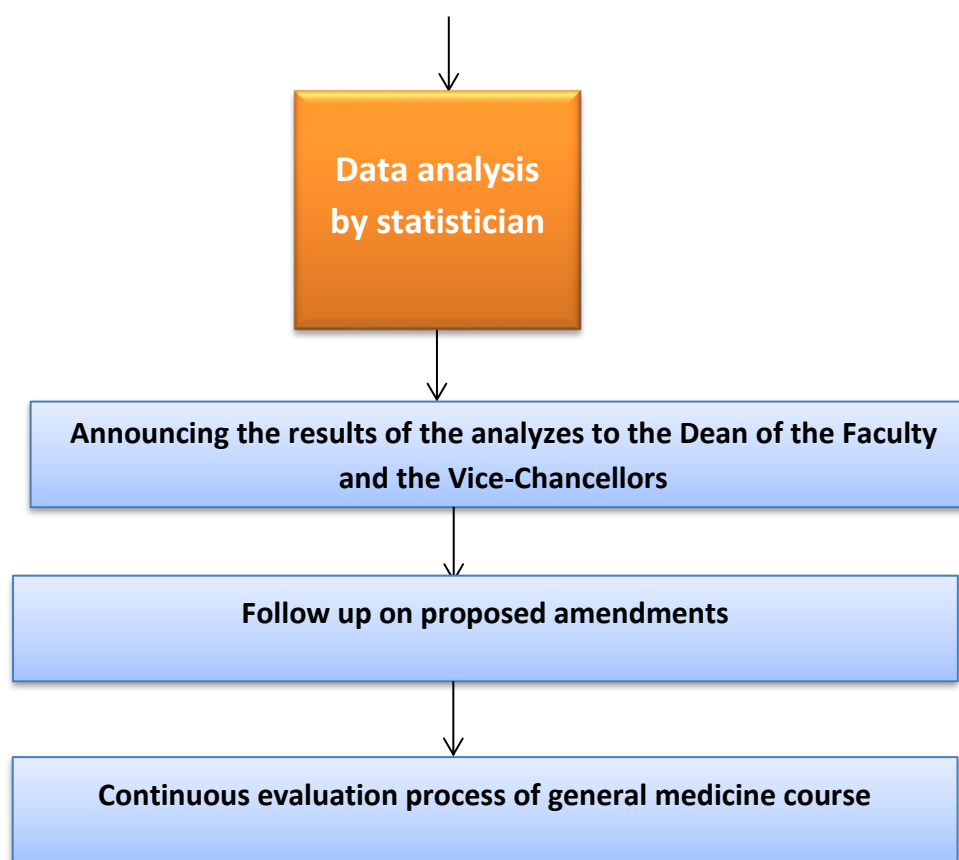 Data analysis
by statistician
Announcing the results of the analyzes to the Dean of the Faculty
and the Vice-Chancellors
Follow up on proposed amendments
Continuous evaluation process of general medicine course